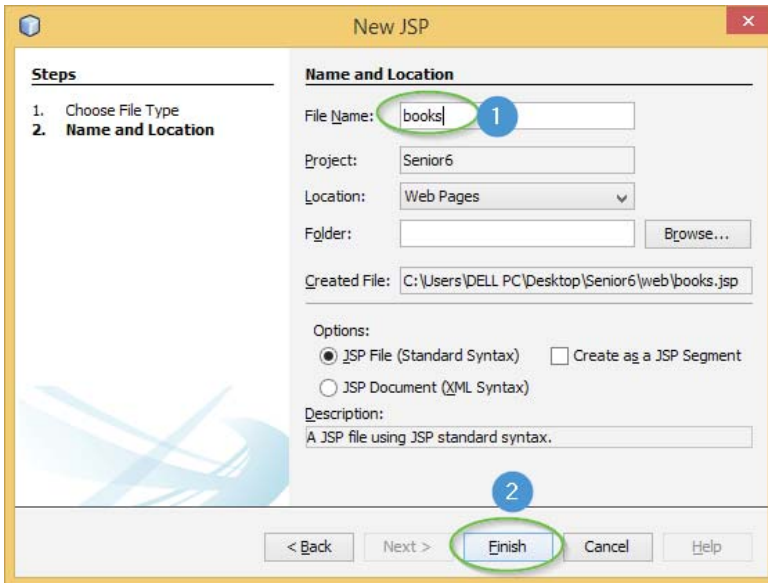 New JSP
Steps
1. Choose File Type
2. Name and Location
Name and Location
File Name: books 1
Project: Senior6
Location: Web Pages
Folder: Browse...
Created File: C:\Users\DELL PC\Desktop\Senior6\web\books.jsp
Options:
JSP File (Standard Syntax) Create as a JSP Segment
JSP Document (XML Syntax)
Description:
A JSP file using JSP standard syntax.
2
< Back Next > Finish Cancel Help